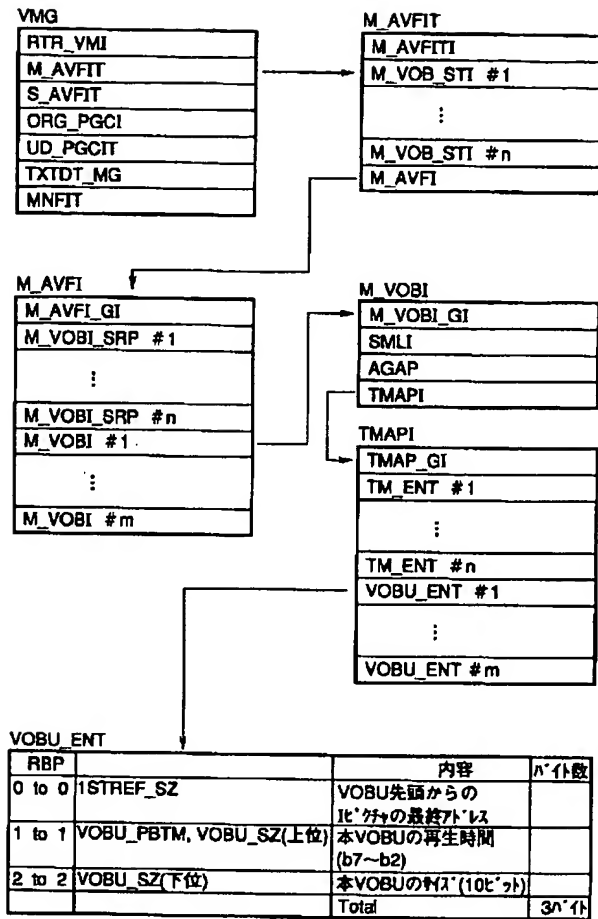 VMG
RTR_VMI
M_AVFIT
S_AVFIT
ORG_PGCI
UD_PGCIT
TXTDT_MG
MNFIT
M_AVFIT
M_AVFITI
M_VOB_STI #1
⋮
M_VOB_STI #n
M_AVFI
M_AVFI
M_AVFI_GI
M_VOBI_SRP #1
⋮
M_VOBI_SRP #n
M_VOBI #1
⋮
M_VOBI #m
M_VOBI
M_VOBI_GI
SMLI
AGAP
TMAPI
TMAPI
TMAP_GI
TM_ENT #1
⋮
TM_ENT #n
VOBU_ENT #1
⋮
VOBU_ENT #m
VOBU_ENT
RBP 内容 バイト数
0 to 0 1STREF_SZ VOBU先頭からの
Iピクチャの最終アドレス
1 to 1 VOBU_PBTM, VOBU_SZ(上位) 本VOBUの再生時間
(b7～b2)
2 to 2 VOBU_SZ(下位) 本VOBUのサイズ(10ビット)
Total 3バイト